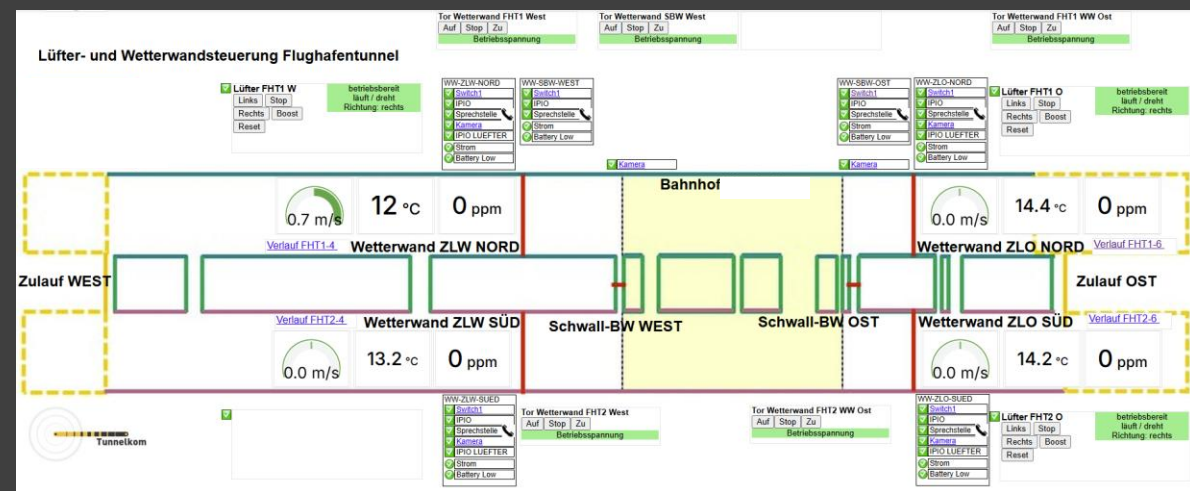 Tor Wetterwand FHT1 West
Auf Stop Zu
Betriebsspannung
Tor Wetterwand SBW West
Auf Stop Zu
Betriebsspannung
Tor Wetterwand FHT1 WW Ost
Auf Stop Zu
Betriebsspannung
Lüfter- und Wetterwandsteuerung Flughafentunnel
Lüfter FHT1 W
Links Stop
Rechts Boost
Reset
betriebsbereit
läuft / dreht
Richtung: rechts
WW-ZLW-NORD
Switch1
IPIO
Sprechstelle
Kamera
IPIO LUEFTER
Strom
Battery Low
WW-SBW-WEST
Switch1
IPIO
Sprechstelle
Strom
Battery Low
WW-SBW-OST
Switch1
IPIO
Sprechstelle
Strom
Battery Low
WW-ZLO-NORD
Switch1
IPIO
Sprechstelle
Kamera
IPIO LUEFTER
Strom
Battery Low
Lüfter FHT1 O
Links Stop
Rechts Boost
Reset
betriebsbereit
läuft / dreht
Richtung: rechts
Kamera
Kamera
Bahnhof
0.7 m/s
12 °C
0 ppm
0.0 m/s
14.4 °C
0 ppm
Verlauf FHT1-4
Wetterwand ZLW NORD
Wetterwand ZLO NORD
Verlauf FHT1-6
Zulauf WEST
Zulauf OST
Verlauf FHT2-4
Wetterwand ZLW SÜD
Schwall-BW WEST
Schwall-BW OST
Wetterwand ZLO SÜD
Verlauf FHT2-6
0.0 m/s
13.2 °C
0 ppm
0.0 m/s
14.2 °C
0 ppm
Tunnelkom
WW-ZLW-SUED
Switch1
IPIO
Sprechstelle
Kamera
IPIO LUEFTER
Strom
Battery Low
Tor Wetterwand FHT2 West
Auf Stop Zu
Betriebsspannung
Tor Wetterwand FHT2 WW Ost
Auf Stop Zu
Betriebsspannung
WW-ZLO-SUED
Switch1
IPIO
Sprechstelle
Kamera
IPIO LUEFTER
Strom
Battery Low
Lüfter FHT2 O
Links Stop
Rechts Boost
Reset
betriebsbereit
läuft / dreht
Richtung: rechts